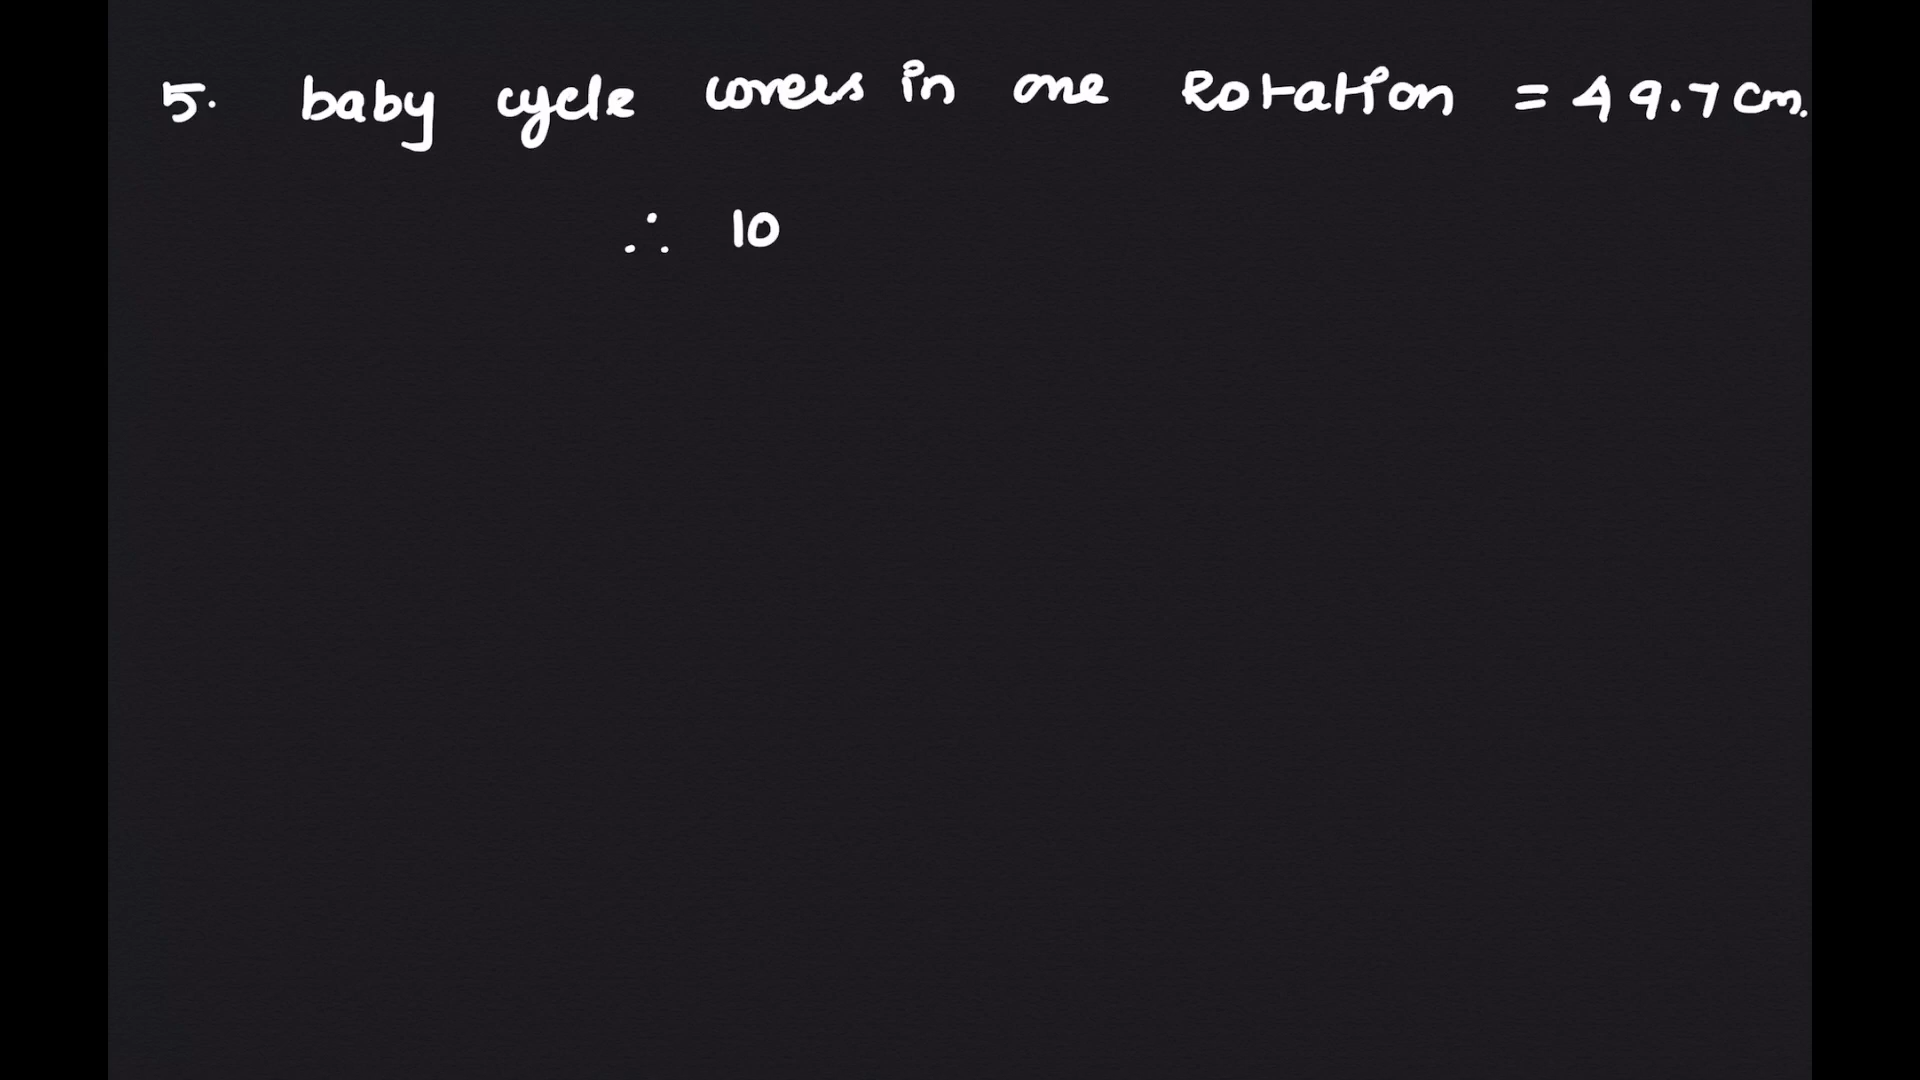 5. baby cycle covers in one Rotation = 49.7 cm.
∴ 10